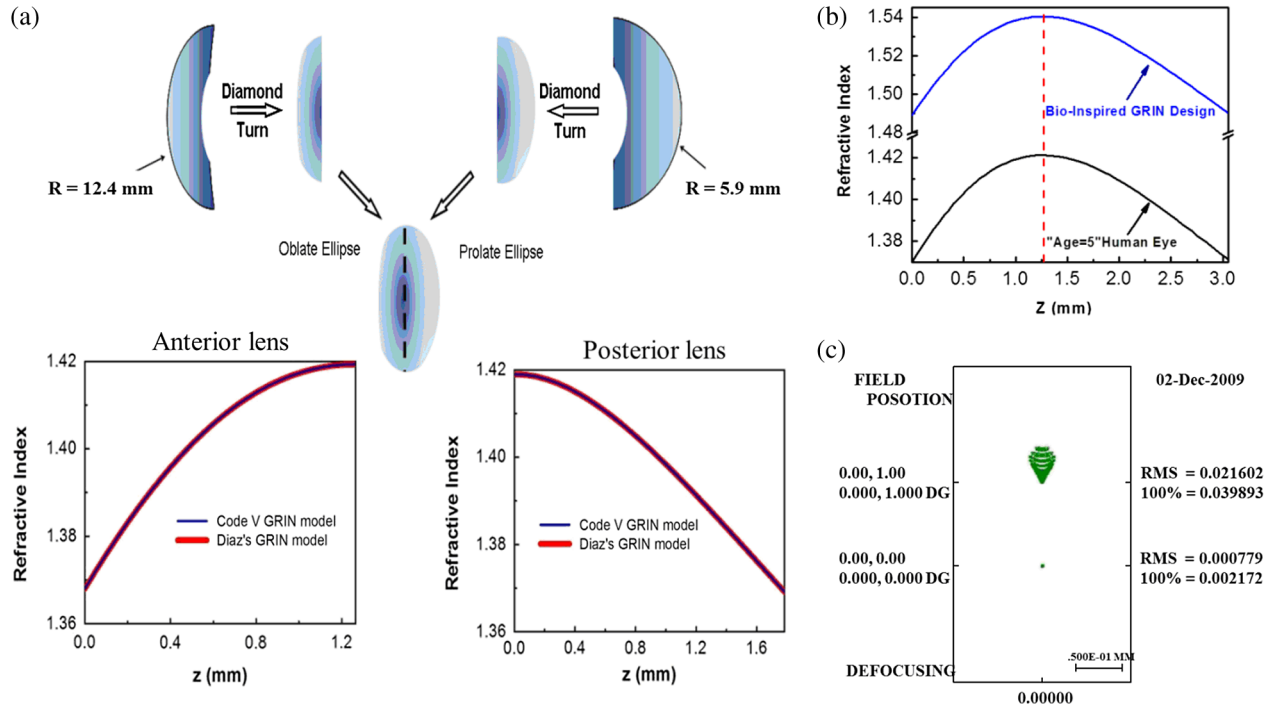 (a)
Diamond
Turn
Diamond
Turn
R = 12.4 mm
R = 5.9 mm
Oblate Ellipse
Prolate Ellipse
Anterior lens
Refractive Index
1.42
1.40
1.38
1.36
Code V GRIN model
Diaz's GRIN model
0.0 0.4 0.8 1.2
z (mm)
Posterior lens
Refractive Index
1.42
1.40
1.38
1.36
Code V GRIN model
Diaz's GRIN model
0.0 0.4 0.8 1.2 1.6
z (mm)
(b)
Refractive Index
1.54
1.52
1.50
1.48
1.42
1.40
1.38
Bio-Inspired GRIN Design
"Age=5"Human Eye
0.0 0.5 1.0 1.5 2.0 2.5 3.0
Z (mm)
(c)
FIELD
POSOTION
02-Dec-2009
0.00, 1.00
0.000, 1.000 DG
RMS = 0.021602
100% = 0.039893
0.00, 0.00
0.000, 0.000 DG
RMS = 0.000779
100% = 0.002172
.500E-01 MM
DEFOCUSING
0.00000